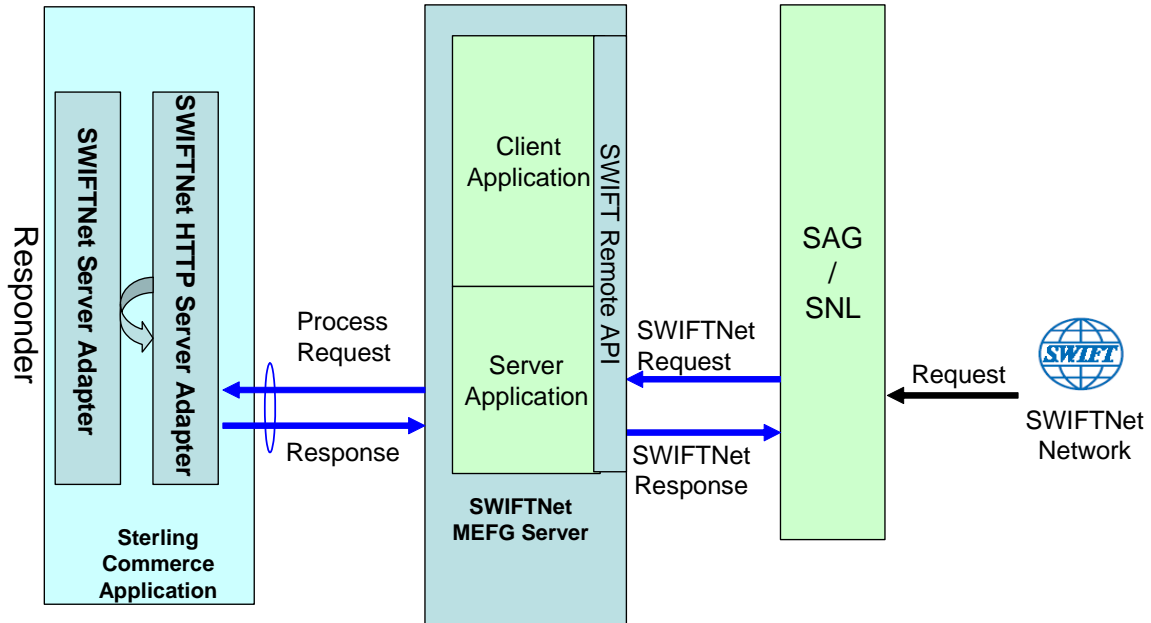 Responder
SWIFTNet Server Adapter
SWIFTNet HTTP Server Adapter
Sterling
Commerce
Application
Process
Request
Response
Client
Application
Server
Application
SWIFT Remote API
SWIFTNet
MEFG Server
SWIFTNet
Request
SWIFTNet
Response
SAG
/
SNL
Request
SWIFT
SWIFTNet
Network